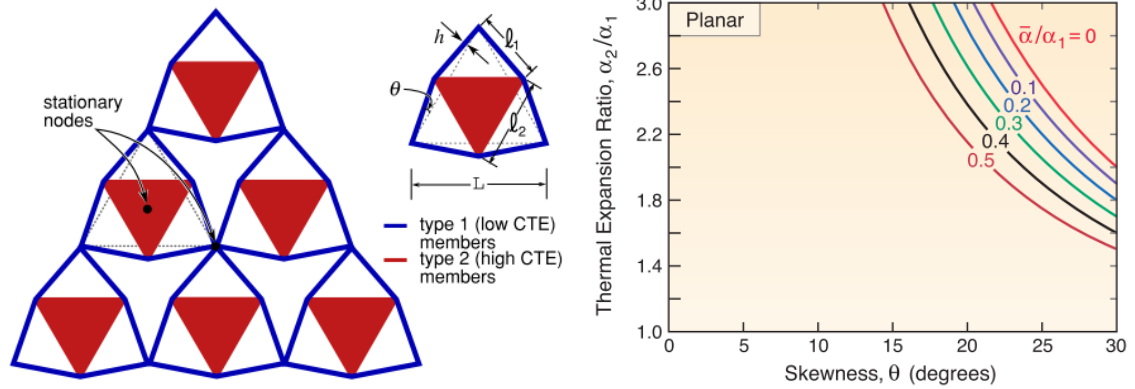 h
ℓ₁
θ
ℓ₂
L
stationary
nodes
type 1 (low CTE)
members
type 2 (high CTE)
members
Planar
ᾱ/α₁ = 0
0.1
0.2
0.3
0.4
0.5
Thermal Expansion Ratio, α₂/α₁
3.0
2.6
2.2
1.8
1.4
1.0
0
5
10
15
20
25
30
Skewness, θ (degrees)